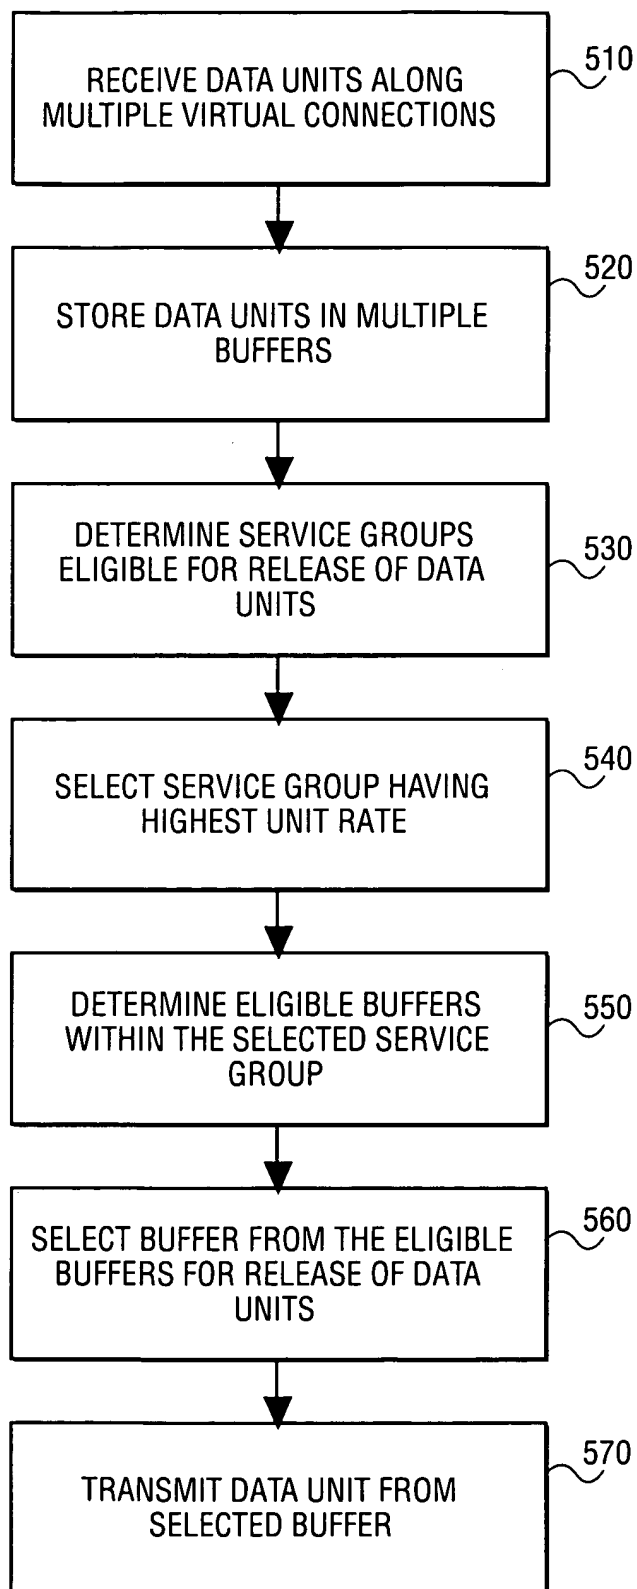 RECEIVE DATA UNITS ALONG
MULTIPLE VIRTUAL CONNECTIONS
510
STORE DATA UNITS IN MULTIPLE
BUFFERS
520
DETERMINE SERVICE GROUPS
ELIGIBLE FOR RELEASE OF DATA
UNITS
530
SELECT SERVICE GROUP HAVING
HIGHEST UNIT RATE
540
DETERMINE ELIGIBLE BUFFERS
WITHIN THE SELECTED SERVICE
GROUP
550
SELECT BUFFER FROM THE ELIGIBLE
BUFFERS FOR RELEASE OF DATA
UNITS
560
TRANSMIT DATA UNIT FROM
SELECTED BUFFER
570